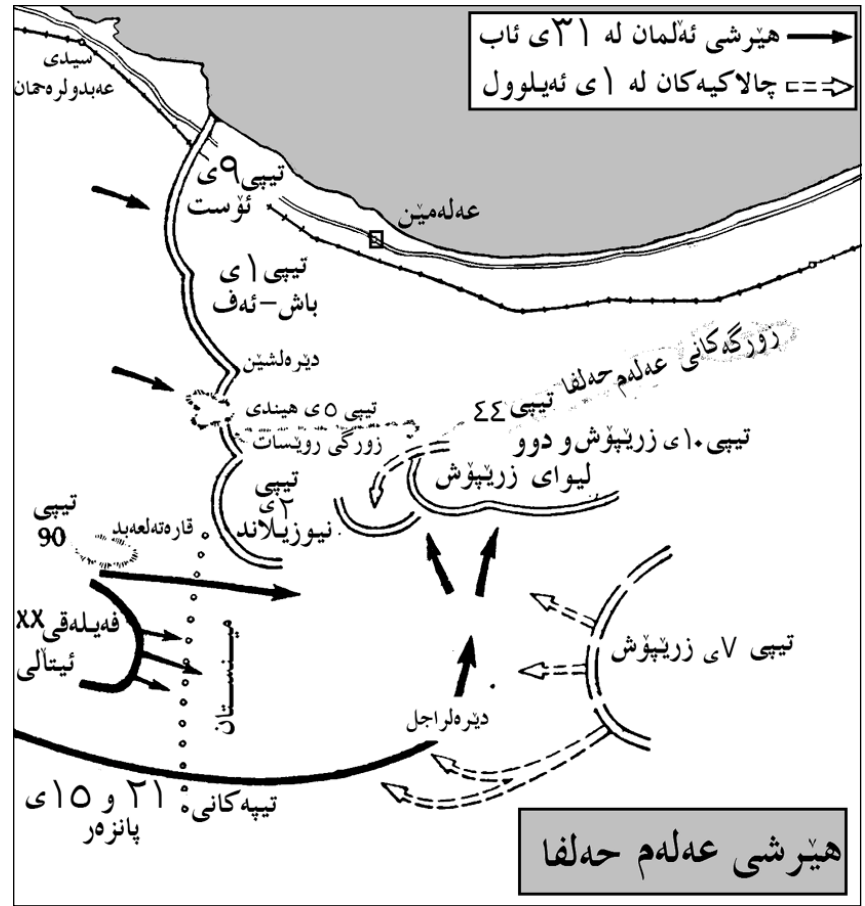 هێرشی ئەڵمان لە ٣١ی ئاب
چالاکیەکان لە ١ی ئەیلوول
سیدی
عەبدولرەحمان
تیپی ٩ی
ئۆست
عەلەمێن
تیپی ١ی
باش-ئەف
دێرەلشێن
زورگەکانی عەلەم حەلفا
تیپی ٥ی هیندی
تیپی ٤٤
زورگی رویسات
تیپی ١٠ی زرێپۆش و دوو
لیوای زرێپۆش
تیپی
٢ی
نیوزیلاند
تیپی
90
قارەتەلعەبد
فەیلەقی XX
ئیتاڵی
مینستان
تیپی ٧ی زرێپۆش
دێرەلراجل
تیپەکانی ٢١ و ١٥ی
پانزەر
هێرشی عەلەم حەلفا